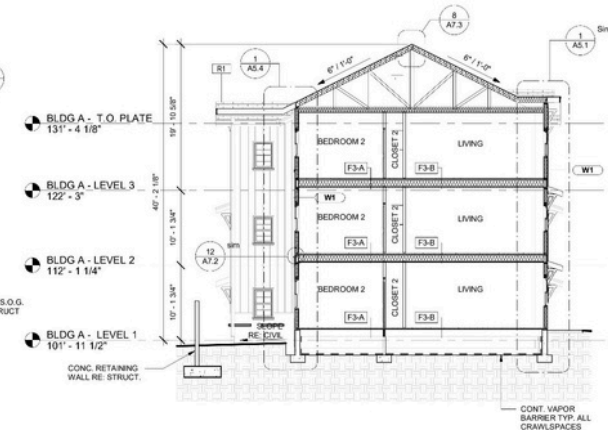 8
A7.3
1
A5.1
Sim
1
A5.4
R1
6" / 1'-0"
6" / 1'-0"
BLDG A - T.O. PLATE
131' - 4 1/8"
19' - 10 5/8"
40' - 2 1/8"
BEDROOM 2
CLOSET 2
LIVING
F3-A
F3-B
W1
BLDG A - LEVEL 3
122' - 3"
W1
10' - 1 3/4"
BEDROOM 2
CLOSET 2
LIVING
12
A7.2
sim
F3-A
F3-B
BLDG A - LEVEL 2
112' - 1 1/4"
10' - 1 3/4"
BEDROOM 2
CLOSET 2
LIVING
S.O.G.
RUCT
F3-A
F3-B
BLDG A - LEVEL 1
101' - 11 1/2"
SLOPE
RE: CIVIL
CONC. RETAINING
WALL RE: STRUCT.
CONT. VAPOR
BARRIER TYP. ALL
CRAWLSPACES